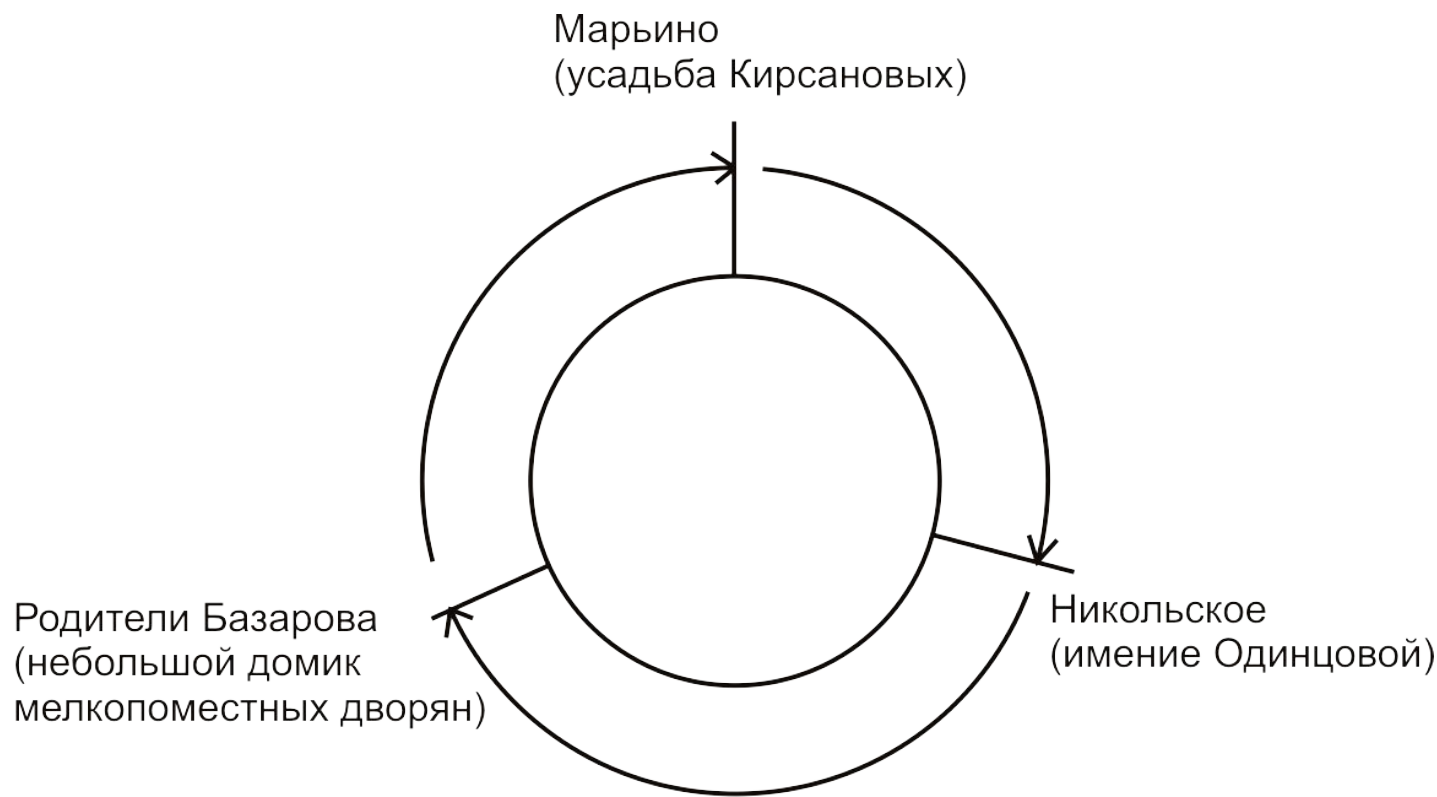 Марьино
(усадьба Кирсановых)
Родители Базарова
(небольшой домик
мелкопоместных дворян)
Никольское
(имение Одинцовой)